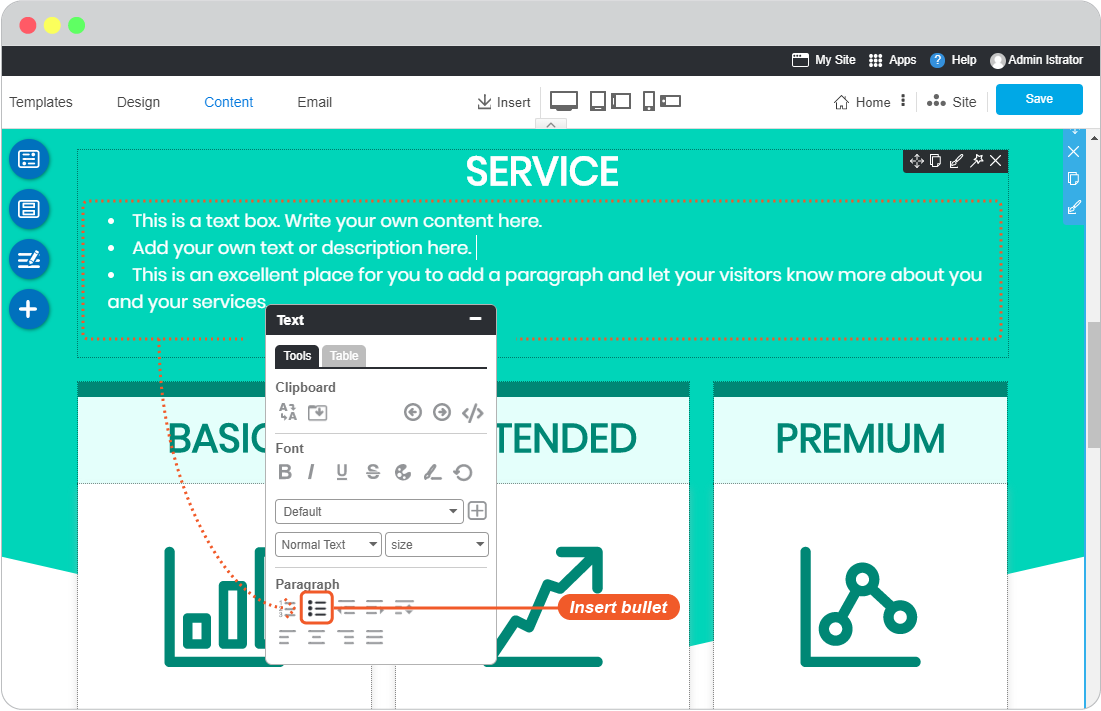 My Site Apps ? Help Admin Istrator
Templates Design Content Email Insert Home Site Save
SERVICE
• This is a text box. Write your own content here.
• Add your own text or description here.
• This is an excellent place for you to add a paragraph and let your visitors know more about you
and your services
Text
Tools Table
Clipboard
Font
B I U S
Default
Normal Text size
Paragraph
Insert bullet
BASIC TENDED PREMIUM